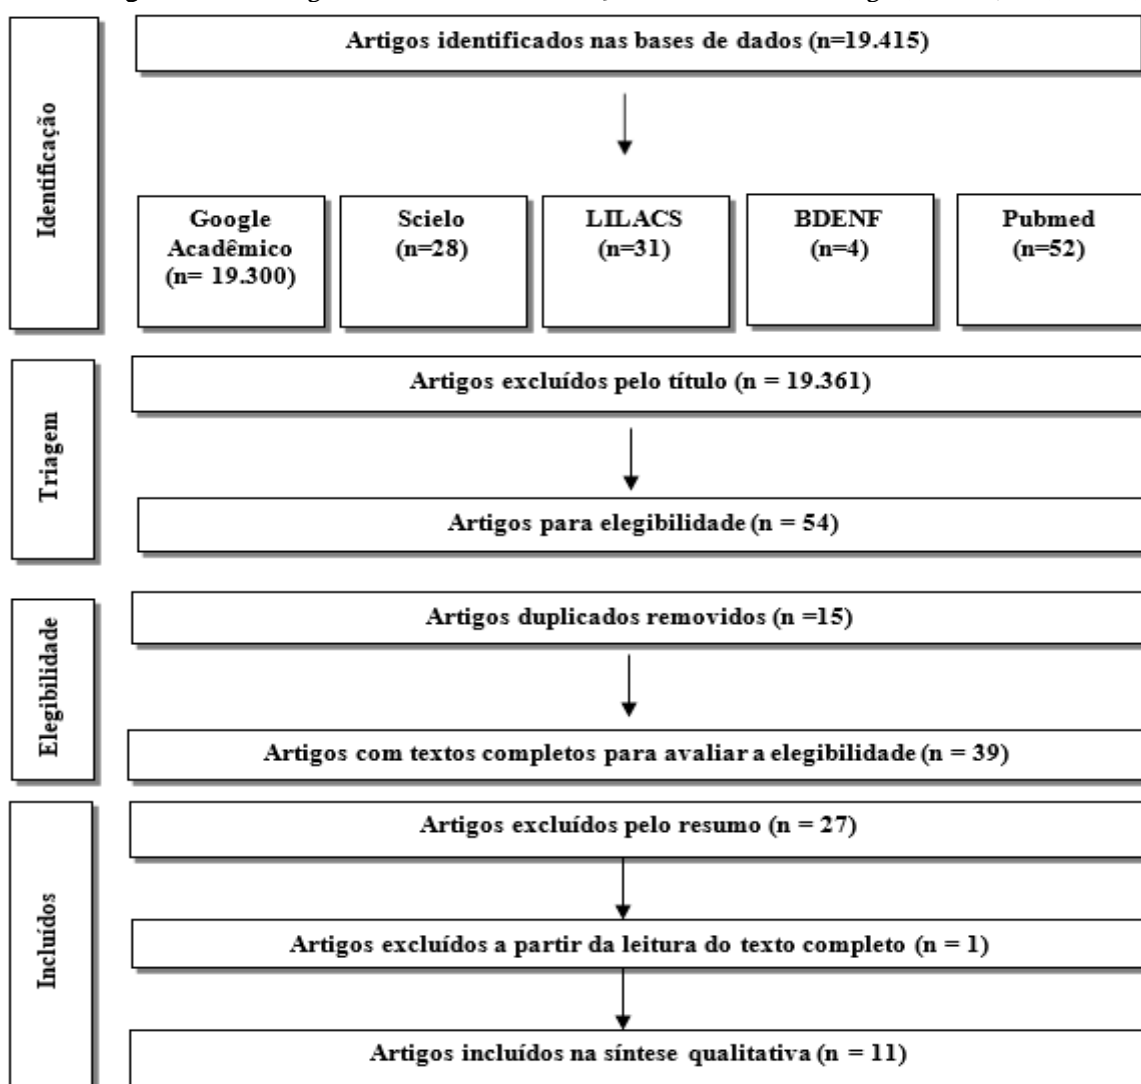 Artigos identificados nas bases de dados (n=19.415)
Identificação
Google
Acadêmico
(n= 19.300)
Scielo
(n=28)
LILACS
(n=31)
BDENF
(n=4)
Pubmed
(n=52)
Triagem
Artigos excluídos pelo título (n = 19.361)
Artigos para elegibilidade (n = 54)
Elegibilidade
Artigos duplicados removidos (n =15)
Artigos com textos completos para avaliar a elegibilidade (n = 39)
Incluídos
Artigos excluídos pelo resumo (n = 27)
Artigos excluídos a partir da leitura do texto completo (n = 1)
Artigos incluídos na síntese qualitativa (n = 11)